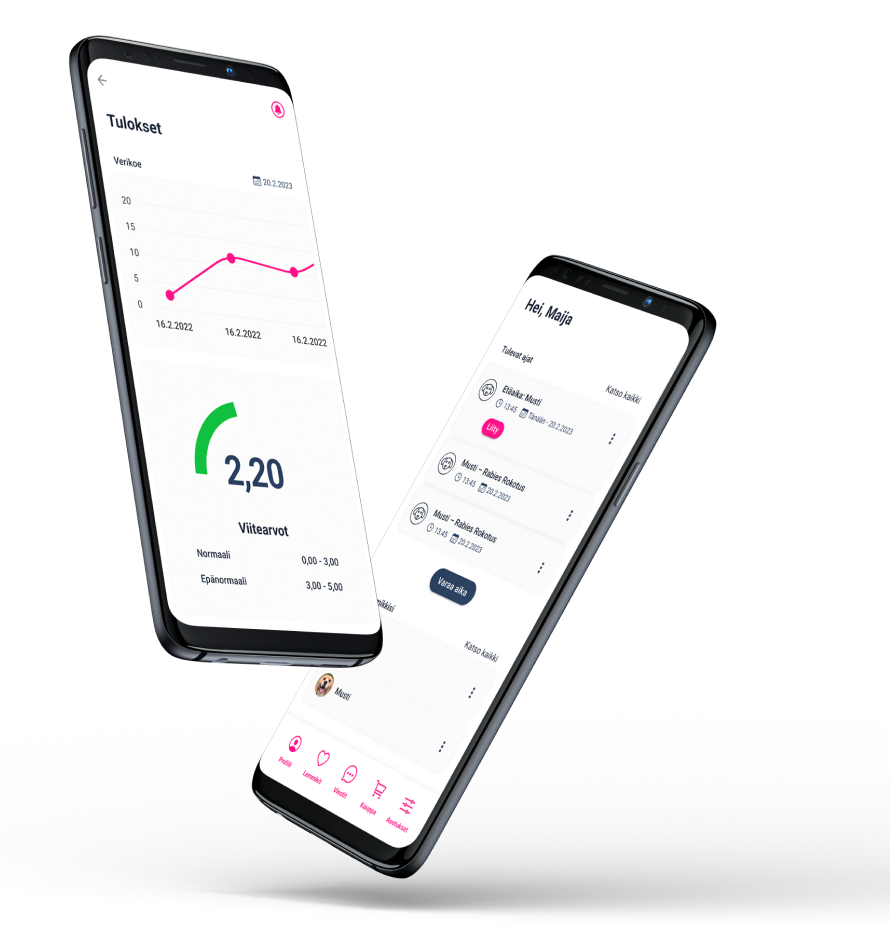 Tulokset
Verikoe
20.2.2023
20
15
10
5
0
16.2.2022
16.2.2022
16.2.2022
2,20
Viitearvot
Normaali 0,00 - 3,00
Epänormaali 3,00 - 5,00
Hei, Maija
Tulevat ajat
Katso kaikki
Etäaika: Musti
13:45 Tänään - 20.2.2023
Liity
Musti – Rabies Rokotus
13:45 20.2.2023
Musti – Rabies Rokotus
13:45 20.2.2023
Varaa aika
Katso kaikki
Musti
Profiili
Lemmikit
Viestit
Kauppa
Asetukset